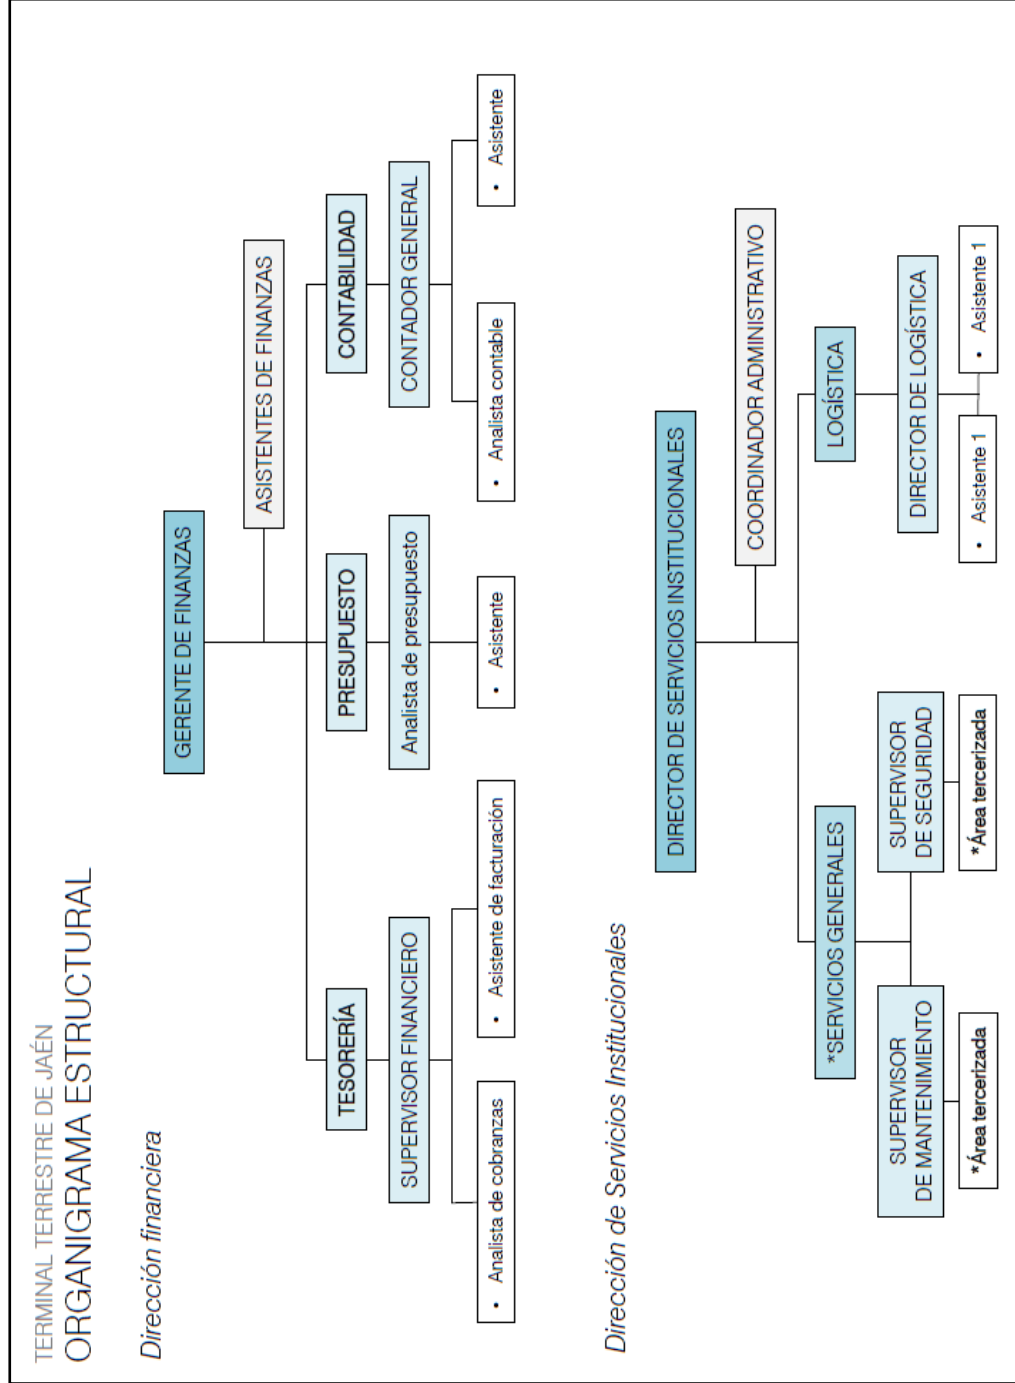 TERMINAL TERRESTRE DE JAÉN
ORGANIGRAMA ESTRUCTURAL
Dirección financiera
GERENTE DE FINANZAS
ASISTENTES DE FINANZAS
TESORERÍA
PRESUPUESTO
CONTABILIDAD
SUPERVISOR FINANCIERO
Analista de presupuesto
CONTADOR GENERAL
• Analista de cobranzas
• Asistente de facturación
• Asistente
• Analista contable
• Asistente
Dirección de Servicios Institucionales
DIRECTOR DE SERVICIOS INSTITUCIONALES
COORDINADOR ADMINISTRATIVO
*SERVICIOS GENERALES
LOGÍSTICA
SUPERVISOR
DE MANTENIMIENTO
SUPERVISOR
DE SEGURIDAD
DIRECTOR DE LOGÍSTICA
*Área tercerizada
*Área tercerizada
• Asistente 1
• Asistente 1